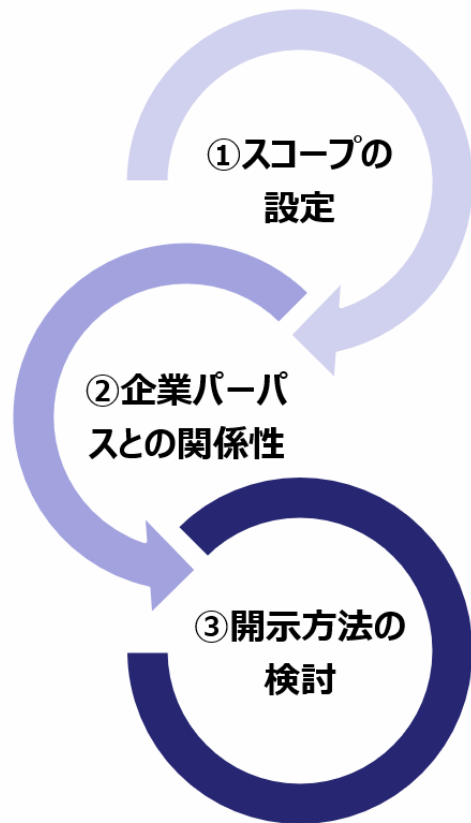 ①スコープの
設定
②企業パーパ
スとの関係性
③開示方法の
検討